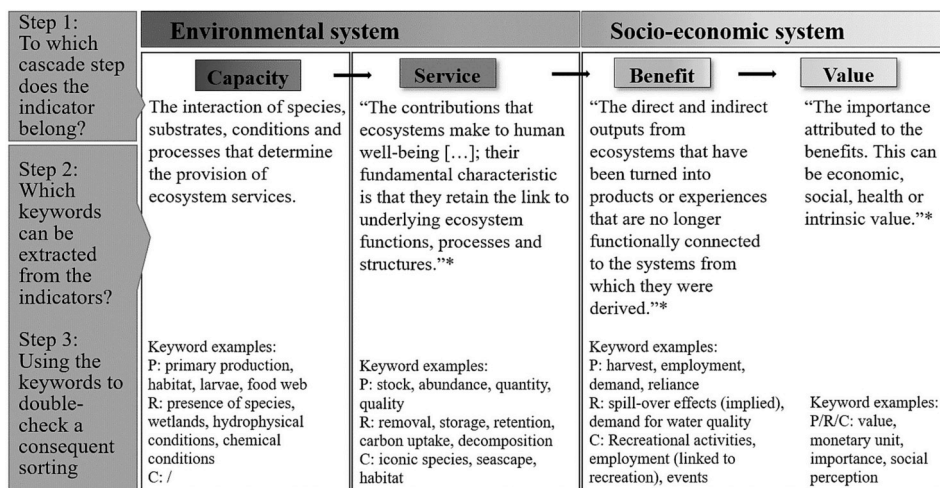 Step 1:
To which
cascade step
does the
indicator
belong?
Step 2:
Which
keywords
can be
extracted
from the
indicators?
Step 3:
Using the
keywords to
double-
check a
consequent
sorting
Environmental system
Socio-economic system
Capacity
The interaction of species,
substrates, conditions and
processes that determine
the provision of
ecosystem services.
Keyword examples:
P: primary production,
habitat, larvae, food web
R: presence of species,
wetlands, hydrophysical
conditions, chemical
conditions
C: /
Service
“The contributions that
ecosystems make to human
well-being […]; their
fundamental characteristic
is that they retain the link to
underlying ecosystem
functions, processes and
structures.”*
Keyword examples:
P: stock, abundance, quantity,
quality
R: removal, storage, retention,
carbon uptake, decomposition
C: iconic species, seascape,
habitat
Benefit
“The direct and indirect
outputs from
ecosystems that have
been turned into
products or experiences
that are no longer
functionally connected
to the systems from
which they were
derived.”*
Keyword examples:
P: harvest, employment,
demand, reliance
R: spill-over effects (implied),
demand for water quality
C: Recreational activities,
employment (linked to
recreation), events
Value
“The importance
attributed to the
benefits. This can
be economic,
social, health or
intrinsic value.”*
Keyword examples:
P/R/C: value,
monetary unit,
importance, social
perception